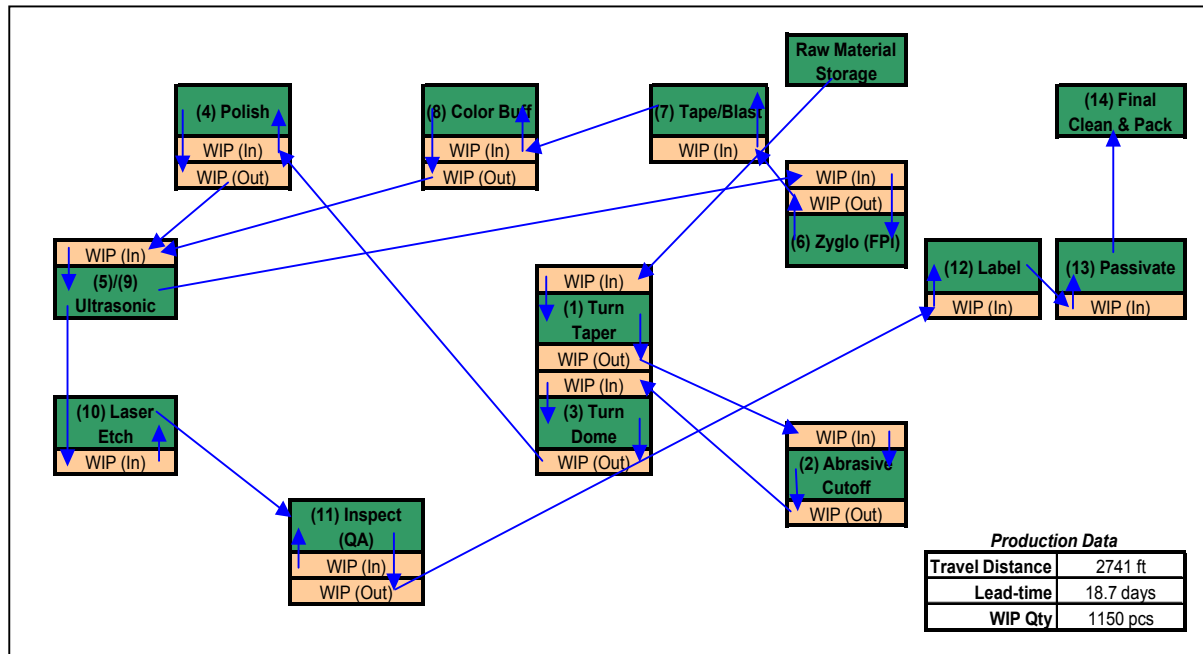 Raw Material
Storage
(4) Polish
WIP (In)
WIP (Out)
(8) Color Buff
WIP (In)
WIP (Out)
(7) Tape/Blast
WIP (In)
(14) Final
Clean & Pack
WIP (In)
WIP (Out)
(6) Zyglo (FPI)
WIP (In)
(5)/(9)
Ultrasonic
WIP (In)
(1) Turn
Taper
WIP (Out)
WIP (In)
(3) Turn
Dome
WIP (Out)
(12) Label
WIP (In)
(13) Passivate
WIP (In)
(10) Laser
Etch
WIP (In)
WIP (In)
(2) Abrasive
Cutoff
WIP (Out)
(11) Inspect
(QA)
WIP (In)
WIP (Out)
Production Data
Travel Distance 2741 ft
Lead-time 18.7 days
WIP Qty 1150 pcs